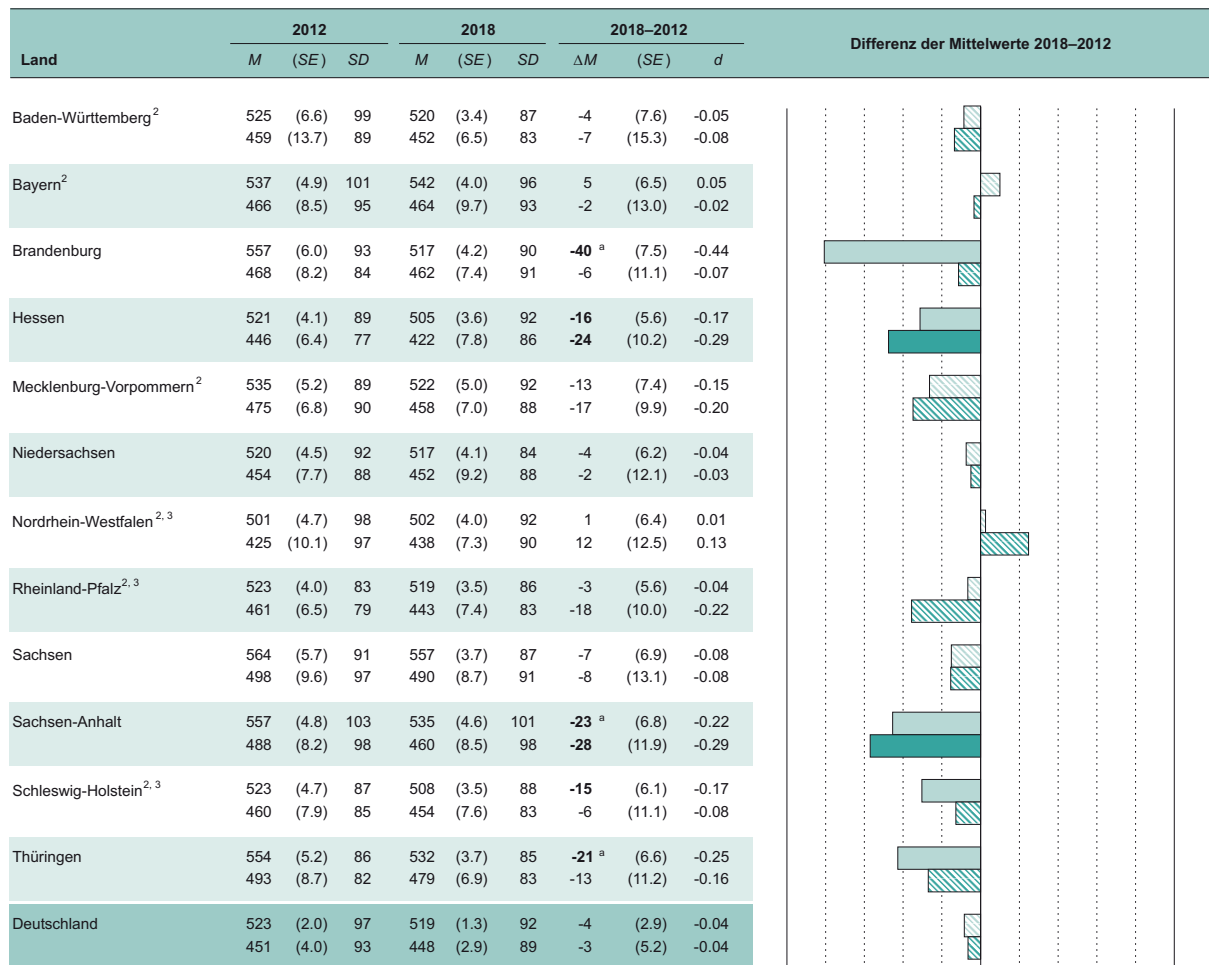 2012 2018 2018–2012 Differenz der Mittelwerte 2018–2012
Land M (SE) SD M (SE) SD ΔM (SE) d
Baden-Württemberg2 525 (6.6) 99 520 (3.4) 87 -4 (7.6) -0.05
459 (13.7) 89 452 (6.5) 83 -7 (15.3) -0.08
Bayern2 537 (4.9) 101 542 (4.0) 96 5 (6.5) 0.05
466 (8.5) 95 464 (9.7) 93 -2 (13.0) -0.02
Brandenburg 557 (6.0) 93 517 (4.2) 90 -40 a (7.5) -0.44
468 (8.2) 84 462 (7.4) 91 -6 (11.1) -0.07
Hessen 521 (4.1) 89 505 (3.6) 92 -16 (5.6) -0.17
446 (6.4) 77 422 (7.8) 86 -24 (10.2) -0.29
Mecklenburg-Vorpommern2 535 (5.2) 89 522 (5.0) 92 -13 (7.4) -0.15
475 (6.8) 90 458 (7.0) 88 -17 (9.9) -0.20
Niedersachsen 520 (4.5) 92 517 (4.1) 84 -4 (6.2) -0.04
454 (7.7) 88 452 (9.2) 88 -2 (12.1) -0.03
Nordrhein-Westfalen2, 3 501 (4.7) 98 502 (4.0) 92 1 (6.4) 0.01
425 (10.1) 97 438 (7.3) 90 12 (12.5) 0.13
Rheinland-Pfalz2, 3 523 (4.0) 83 519 (3.5) 86 -3 (5.6) -0.04
461 (6.5) 79 443 (7.4) 83 -18 (10.0) -0.22
Sachsen 564 (5.7) 91 557 (3.7) 87 -7 (6.9) -0.08
498 (9.6) 97 490 (8.7) 91 -8 (13.1) -0.08
Sachsen-Anhalt 557 (4.8) 103 535 (4.6) 101 -23 a (6.8) -0.22
488 (8.2) 98 460 (8.5) 98 -28 (11.9) -0.29
Schleswig-Holstein2, 3 523 (4.7) 87 508 (3.5) 88 -15 (6.1) -0.17
460 (7.9) 85 454 (7.6) 83 -6 (11.1) -0.08
Thüringen 554 (5.2) 86 532 (3.7) 85 -21 a (6.6) -0.25
493 (8.7) 82 479 (6.9) 83 -13 (11.2) -0.16
Deutschland 523 (2.0) 97 519 (1.3) 92 -4 (2.9) -0.04
451 (4.0) 93 448 (2.9) 89 -3 (5.2) -0.04